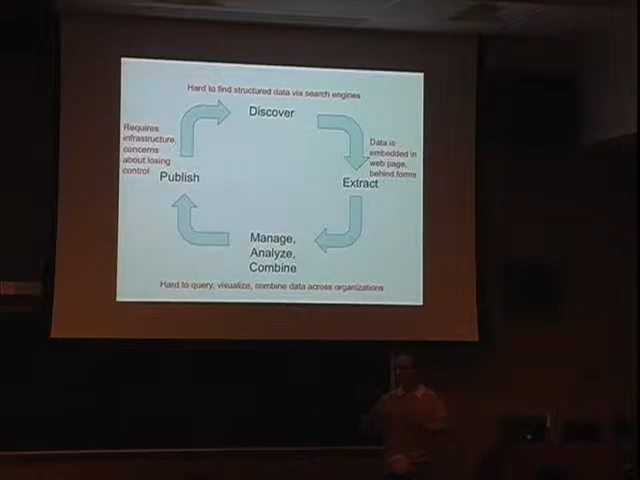 Hard to find structured data via search engines
Discover
Requires
infrastructure,
concerns
about losing
control
Data is
embedded in
web page,
behind forms
Publish
Extract
Manage,
Analyze,
Combine
Hard to query, visualize, combine data across organizations